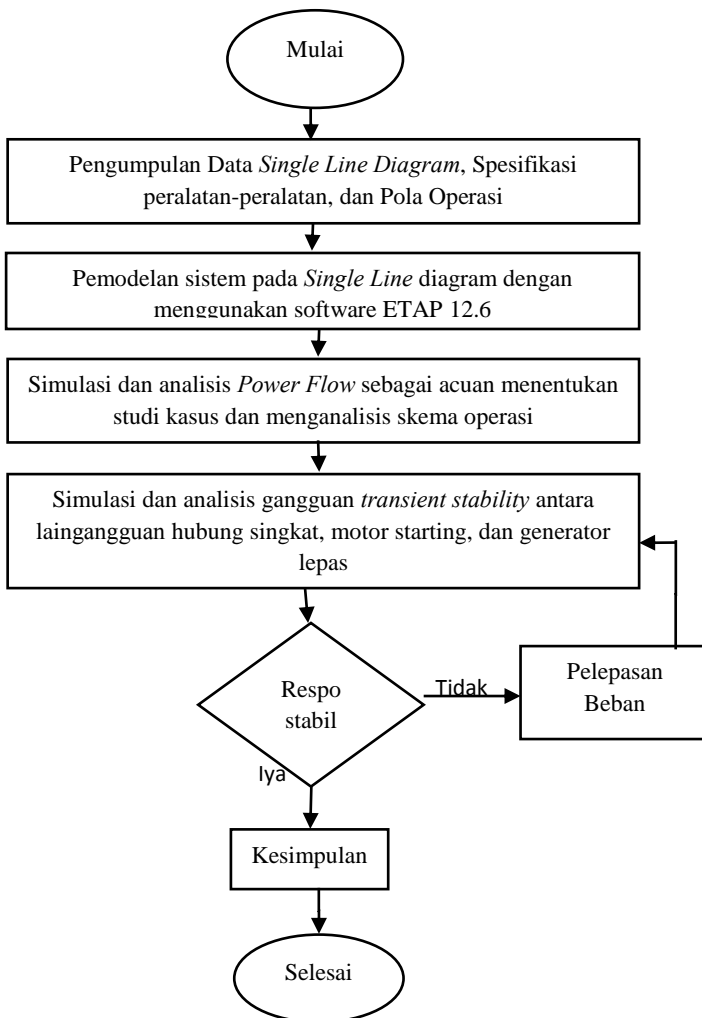 Mulai
Pengumpulan Data Single Line Diagram, Spesifikasi
peralatan-peralatan, dan Pola Operasi
Pemodelan sistem pada Single Line diagram dengan
menggunakan software ETAP 12.6
Simulasi dan analisis Power Flow sebagai acuan menentukan
studi kasus dan menganalisis skema operasi
Simulasi dan analisis gangguan transient stability antara
laingangguan hubung singkat, motor starting, dan generator
lepas
Respo
stabil
Tidak
Pelepasan
Beban
Iya
Kesimpulan
Selesai